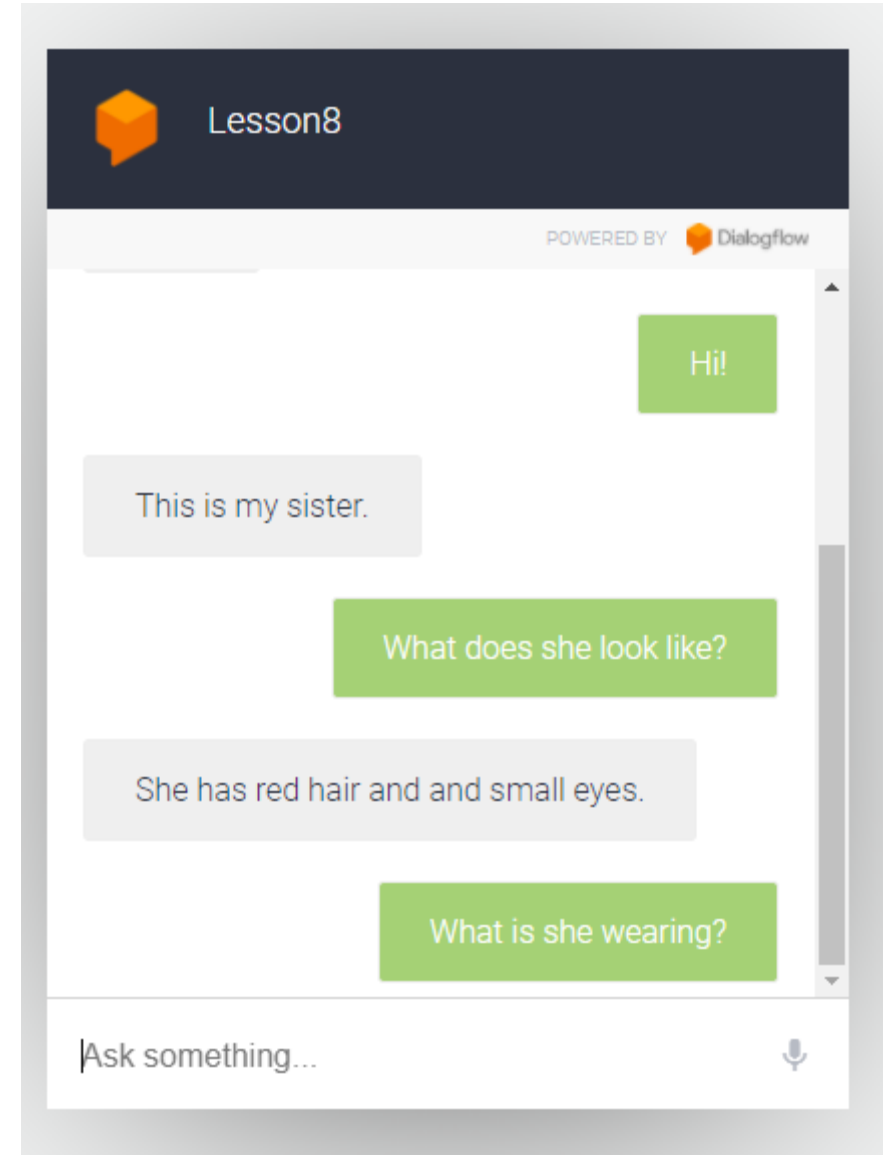 Lesson8
POWERED BY Dialogflow
Hi!
This is my sister.
What does she look like?
She has red hair and and small eyes.
What is she wearing?
Ask something...